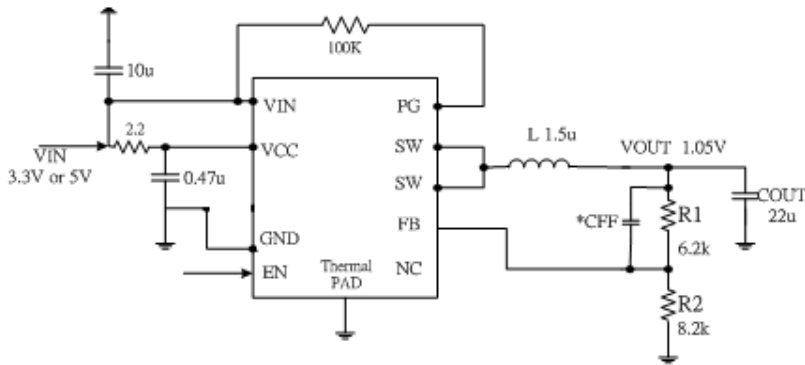 100K
10u
VIN
PG
2.2
VCC
SW
L 1.5u
VOUT 1.05V
VIN
3.3V or 5V
0.47u
SW
COUT
22u
*CFF
R1
6.2k
FB
GND
EN
Thermal
PAD
NC
R2
8.2k